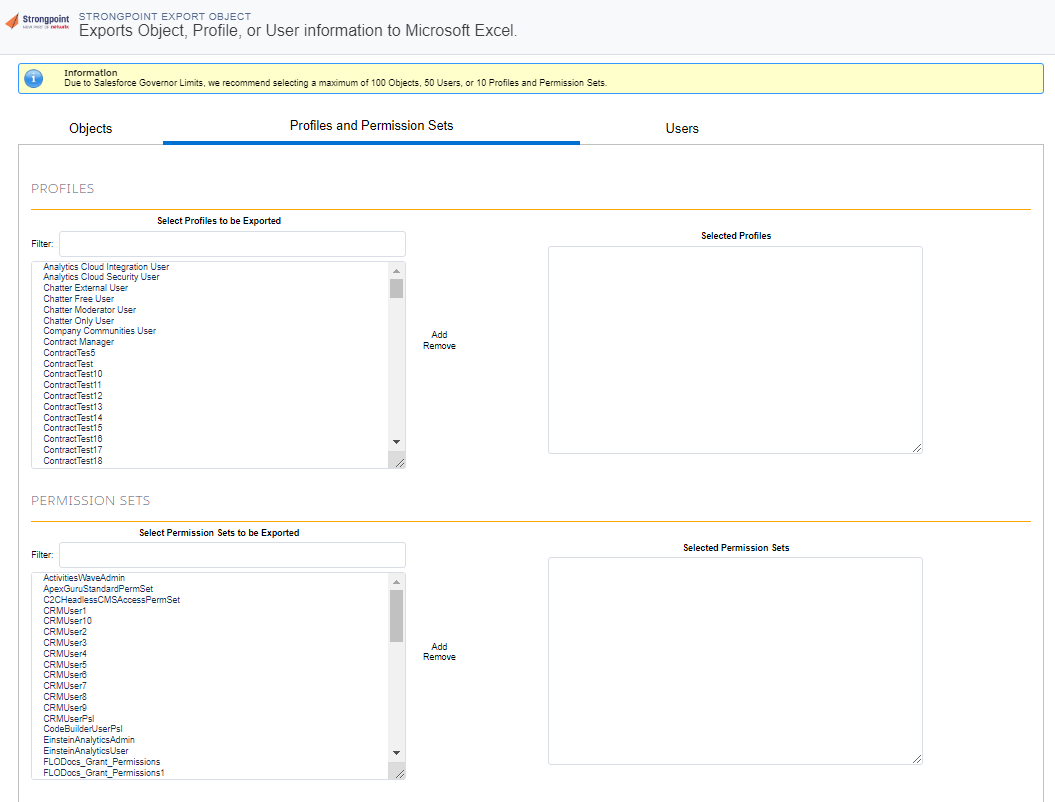 Strongpoint
STRONGPOINT EXPORT OBJECT
Exports Object, Profile, or User information to Microsoft Excel.
Information
Due to Salesforce Governor Limits, we recommend selecting a maximum of 100 Objects, 50 Users, or 10 Profiles and Permission Sets.
Objects
Profiles and Permission Sets
Users
PROFILES
Select Profiles to be Exported
Filter:
Selected Profiles
Analytics Cloud Integration User
Analytics Cloud Security User
Chatter External User
Chatter Free User
Chatter Moderator User
Chatter Only User
Company Communities User
Contract Manager
ContractTes5
ContractTest
ContractTest10
ContractTest11
ContractTest12
ContractTest13
ContractTest14
ContractTest15
ContractTest16
ContractTest17
ContractTest18
Add
Remove
PERMISSION SETS
Select Permission Sets to be Exported
Filter:
Selected Permission Sets
ActivitiesWaveAdmin
ApexGuruStandardPermSet
C2CHeadlessCMSAccessPermSet
CRMUser1
CRMUser10
CRMUser2
CRMUser3
CRMUser4
CRMUser5
CRMUser6
CRMUser7
CRMUser8
CRMUser9
CRMUserPsl
CodeBuilderUserPsl
EinsteinAnalyticsAdmin
EinsteinAnalyticsUser
FLODocs_Grant_Permissions
FLODocs_Grant_Permissions1
Add
Remove